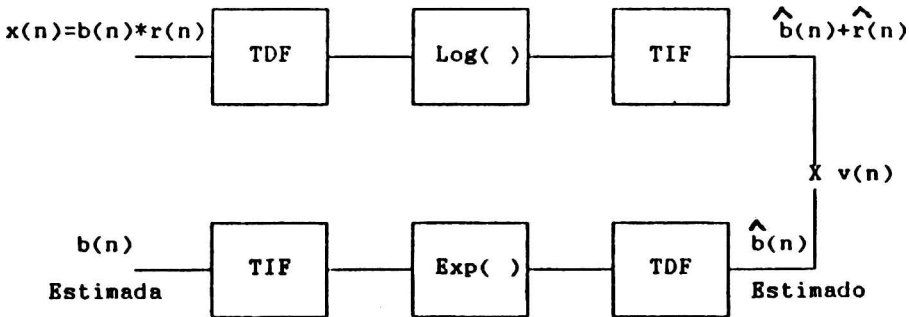 x(n)=b(n)*r(n)
TDF
Log( )
TIF
b̂(n)+r̂(n)
X v(n)
b(n)
Estimada
TIF
Exp( )
TDF
b̂(n)
Estimado